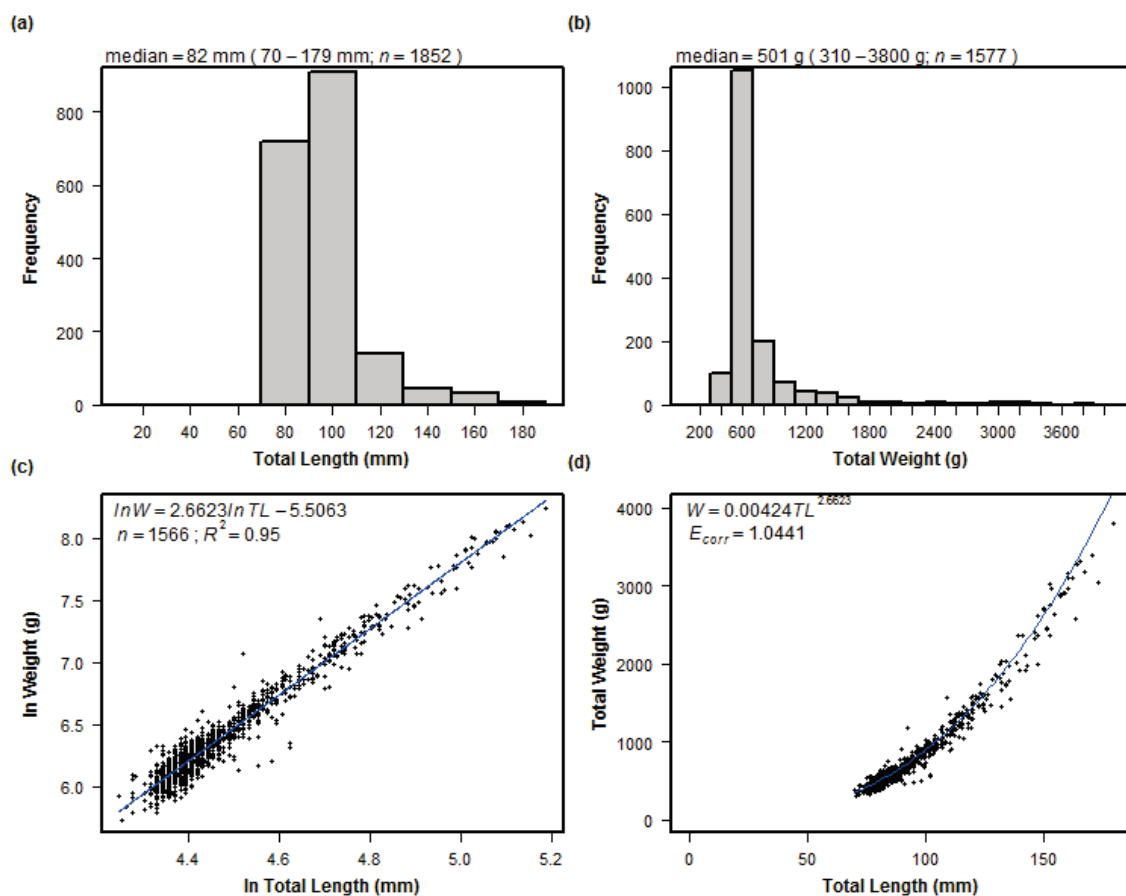 (a)
median = 82 mm ( 70 – 179 mm; n = 1852 )
800
600
400
200
0
Frequency
20 40 60 80 100 120 140 160 180
Total Length (mm)
(b)
median = 501 g ( 310 – 3800 g; n = 1577 )
1000
800
600
400
200
0
Frequency
200 600 1200 1800 2400 3000 3600
Total Weight (g)
(c)
lnW = 2.6623lnTL – 5.5063
n = 1566 ; R² = 0.95
8.0
7.5
7.0
6.5
6.0
ln Weight (g)
4.4 4.6 4.8 5.0 5.2
ln Total Length (mm)
(d)
W = 0.00424TL^2.6623
E_corr = 1.0441
4000
3000
2000
1000
0
Total Weight (g)
0 50 100 150
Total Length (mm)